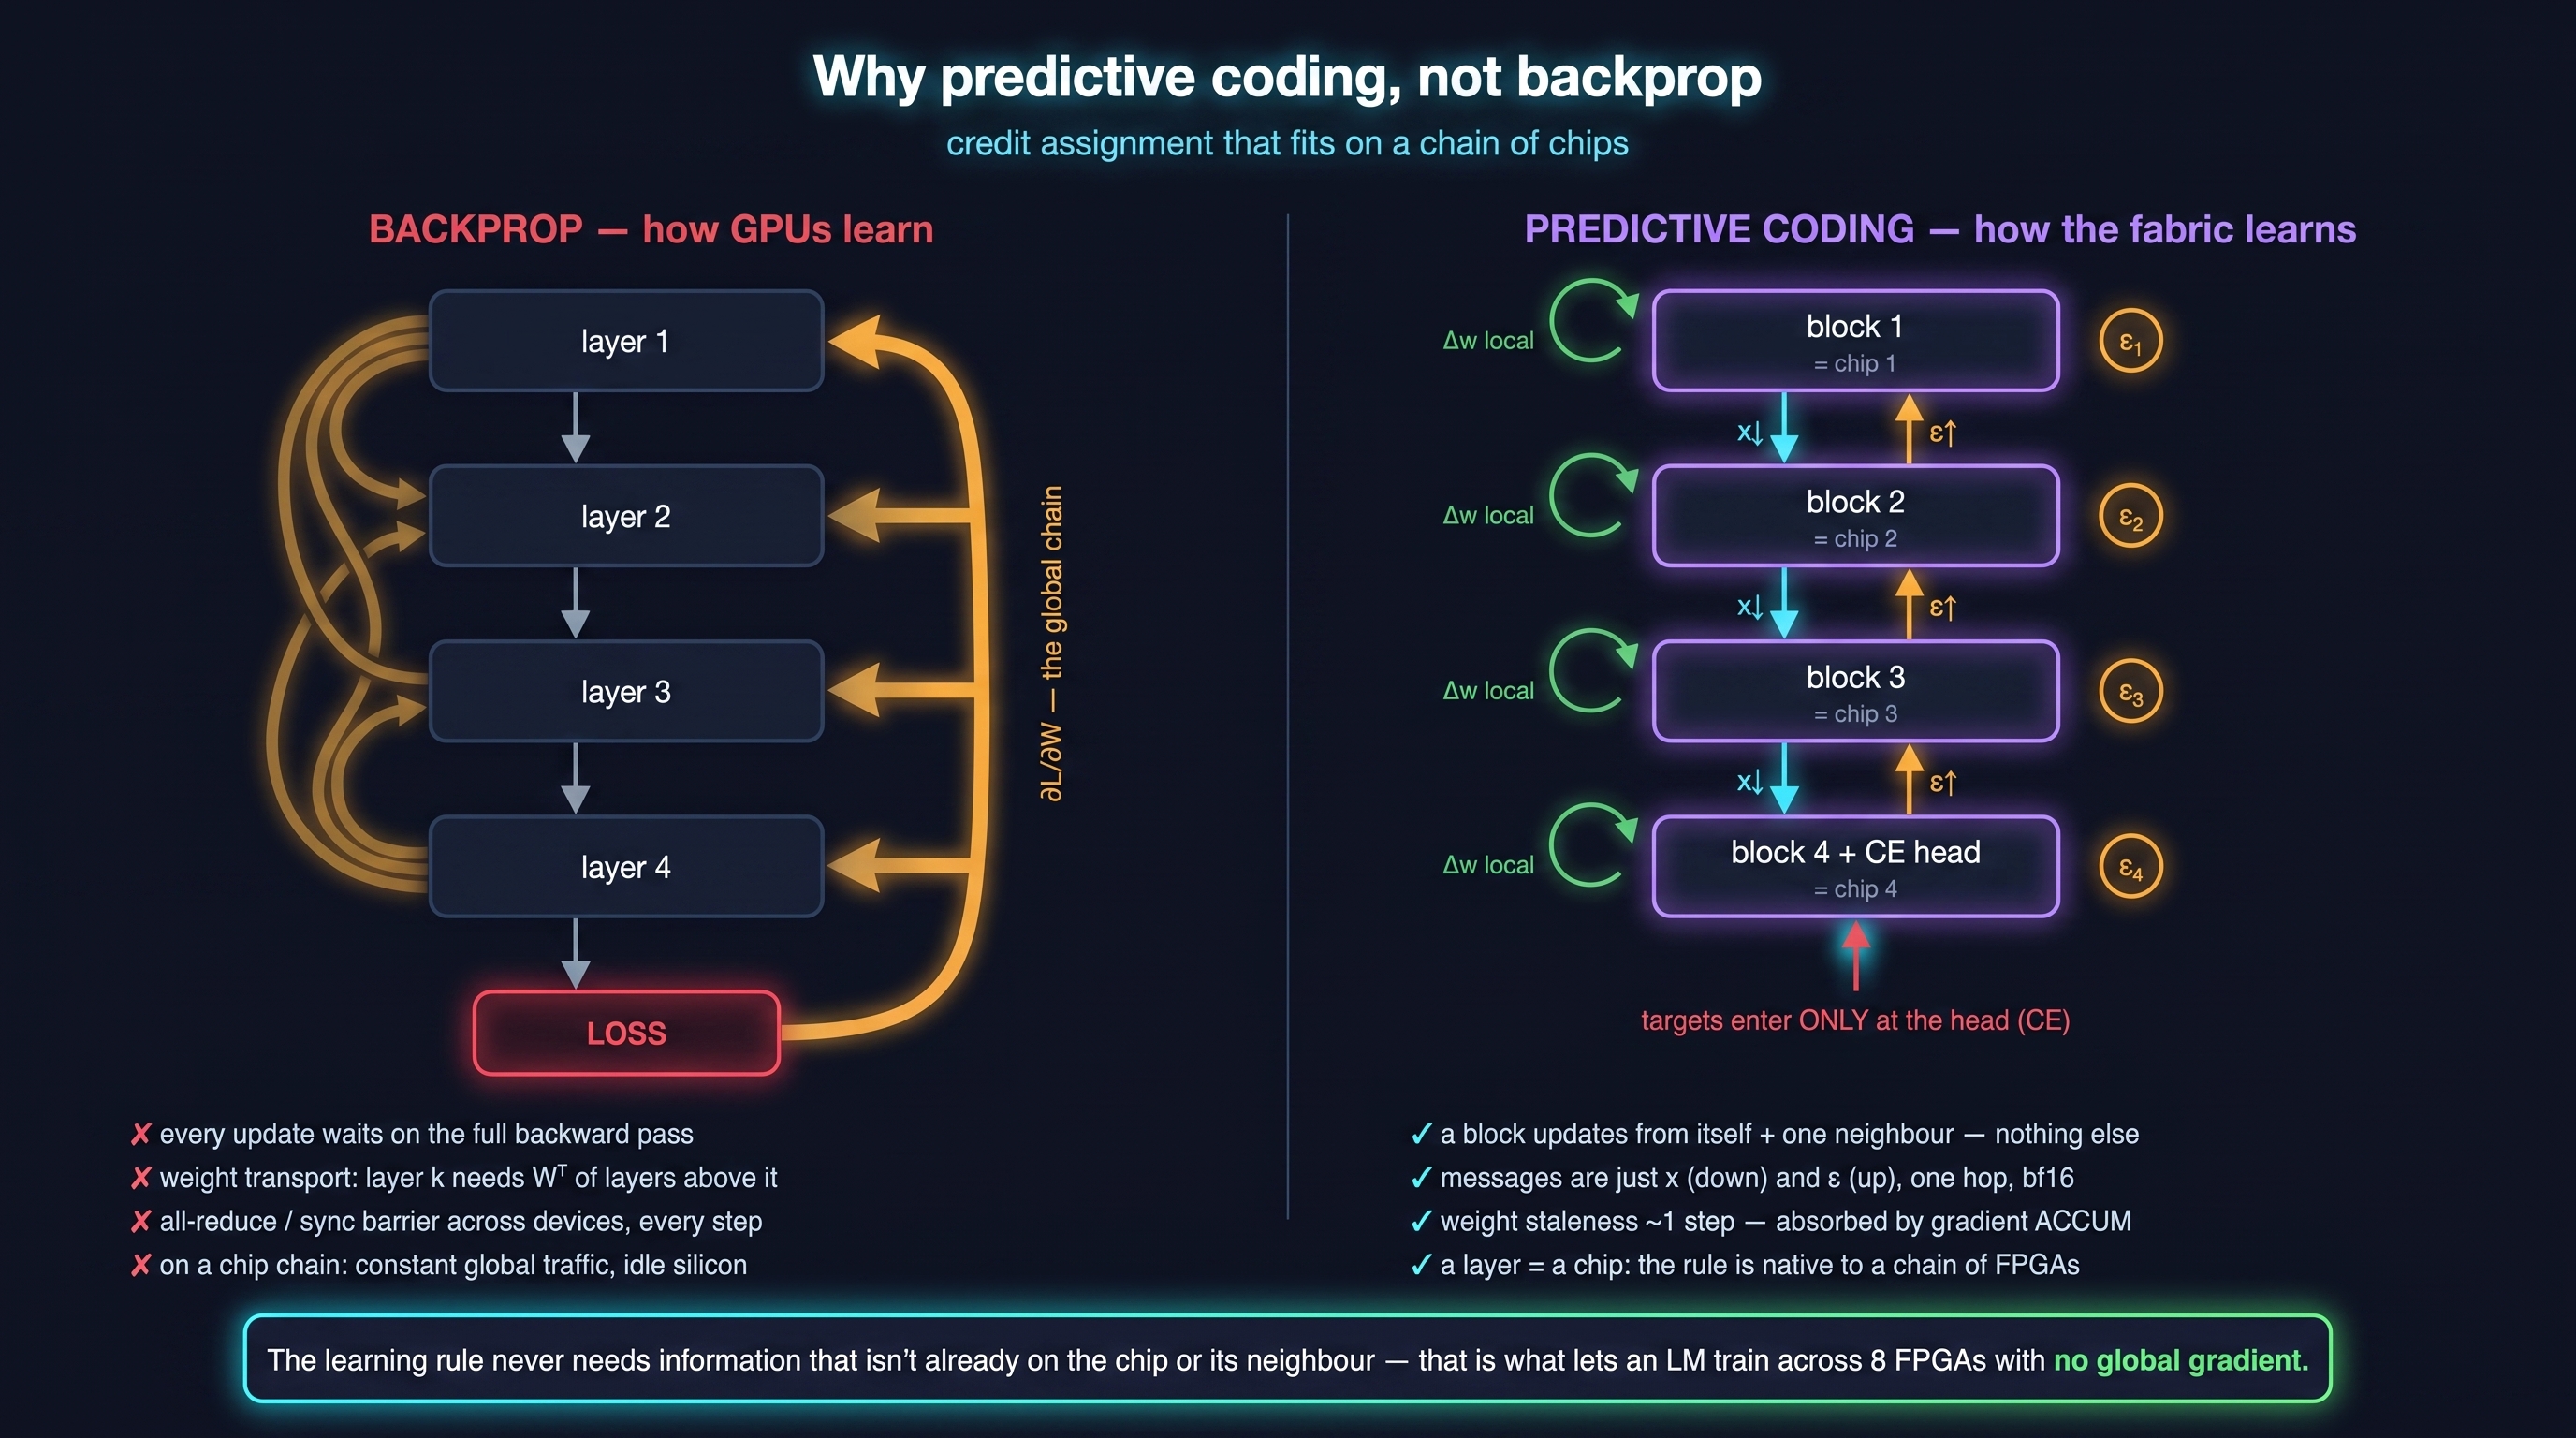 Why predictive coding, not backprop
credit assignment that fits on a chain of chips
BACKPROP — how GPUs learn
layer 1
layer 2
layer 3
layer 4
LOSS
∂L/∂W — the global chain
✘ every update waits on the full backward pass
✘ weight transport: layer k needs Wᵀ of layers above it
✘ all-reduce / sync barrier across devices, every step
✘ on a chip chain: constant global traffic, idle silicon
PREDICTIVE CODING — how the fabric learns
Δw local
block 1
= chip 1
ε₁
x↓
ε↑
Δw local
block 2
= chip 2
ε₂
x↓
ε↑
Δw local
block 3
= chip 3
ε₃
x↓
ε↑
Δw local
block 4 + CE head
= chip 4
ε₄
targets enter ONLY at the head (CE)
✓ a block updates from itself + one neighbour — nothing else
✓ messages are just x (down) and ε (up), one hop, bf16
✓ weight staleness ~1 step — absorbed by gradient ACCUM
✓ a layer = a chip: the rule is native to a chain of FPGAs
The learning rule never needs information that isn’t already on the chip or its neighbour — that is what lets an LM train across 8 FPGAs with no global gradient.